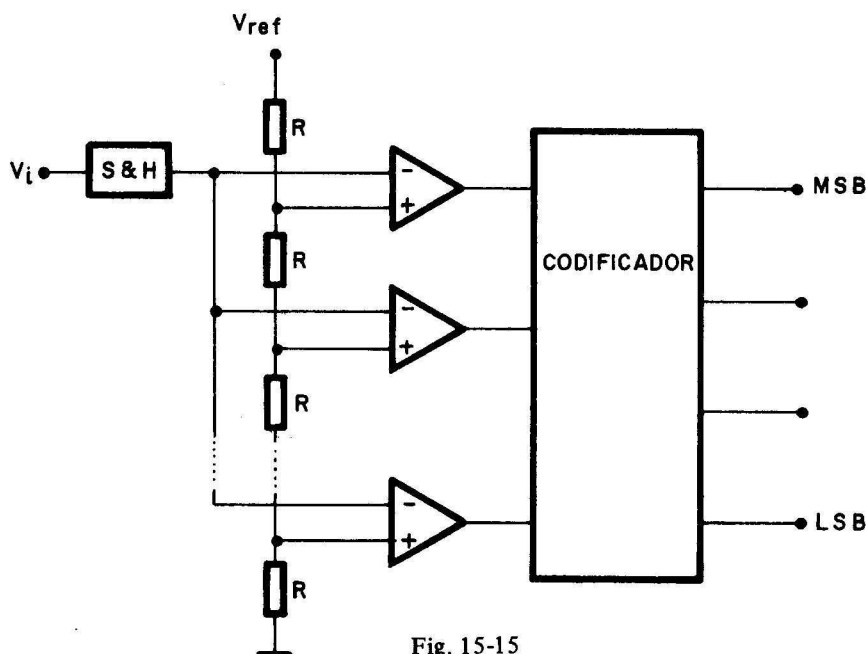 Vref
R
Vi
S & H
-
+
MSB
R
CODIFICADOR
-
+
R
-
+
LSB
R
Fig. 15-15